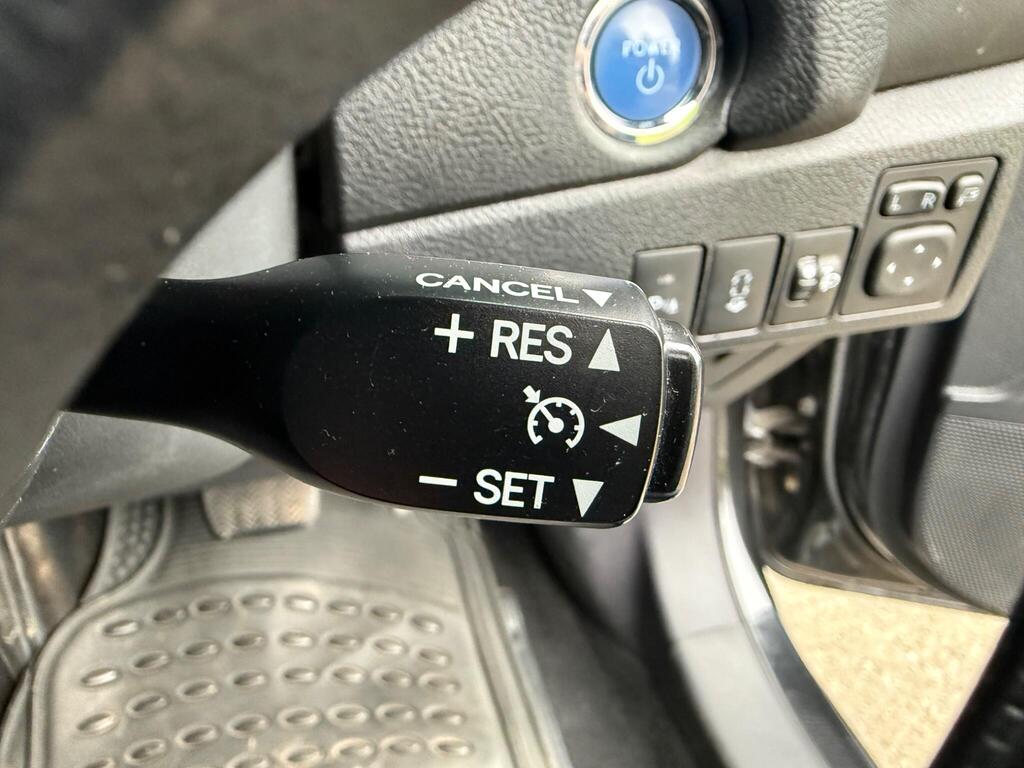 POWER
L R
CANCEL
+ RES
- SET